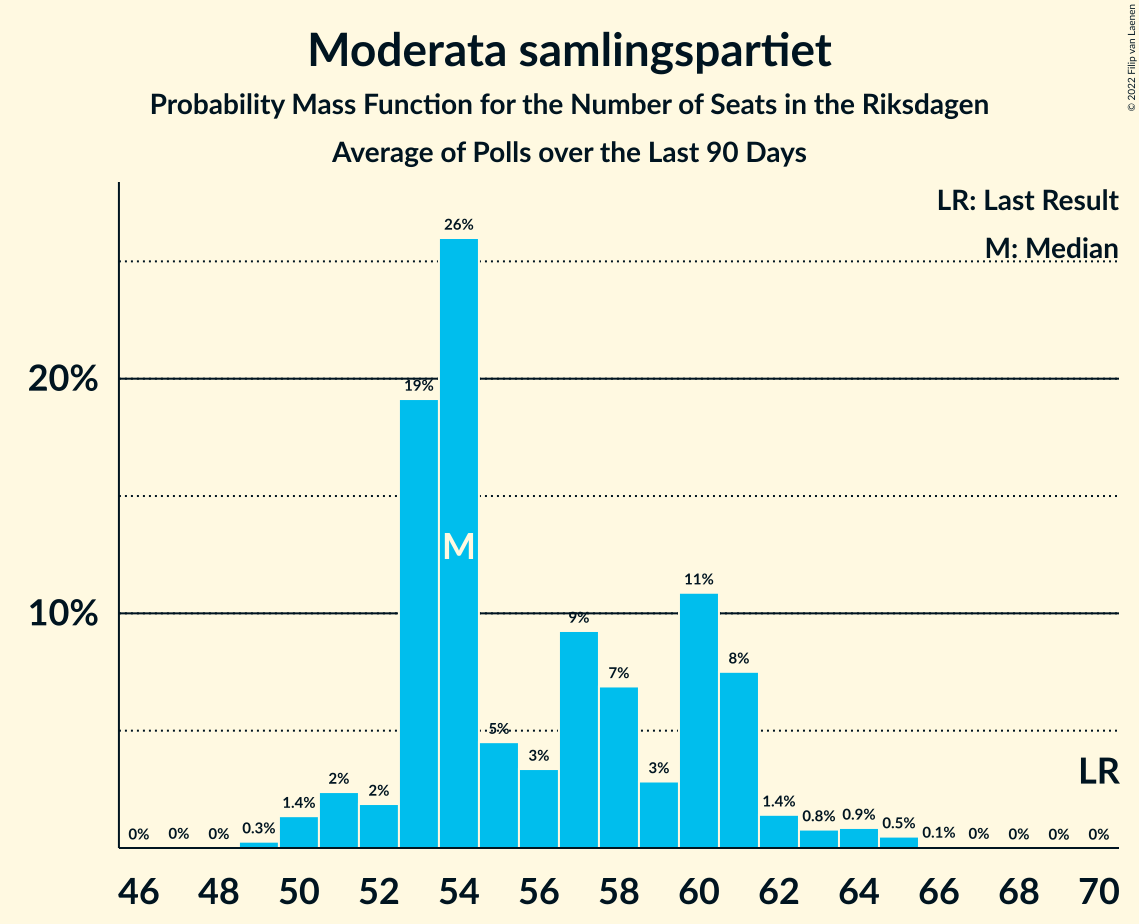 Moderata samlingspartiet
Probability Mass Function for the Number of Seats in the Riksdagen
Average of Polls over the Last 90 Days
© 2022 Filip van Laenen
LR: Last Result
M: Median
20%
10%
0% 0% 0% 0.3% 1.4% 2% 2% 19% 26% 5% 3% 9% 7% 3% 11% 8% 1.4% 0.8% 0.9% 0.5% 0.1% 0% 0% 0% 0%
M
LR
46 48 50 52 54 56 58 60 62 64 66 68 70